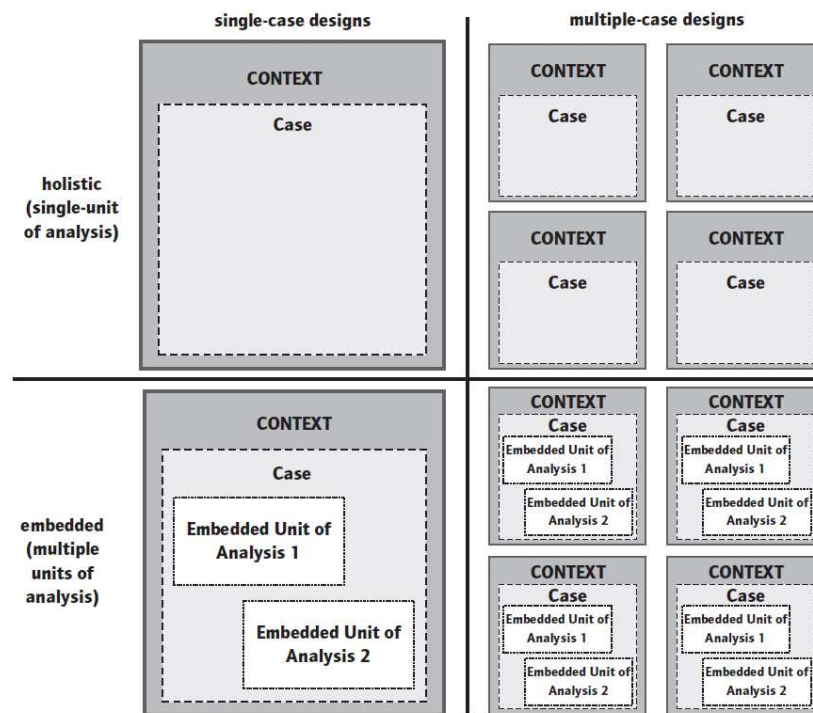 single-case designs
multiple-case designs
CONTEXT
Case
holistic
(single-unit
of analysis)
CONTEXT
Case
CONTEXT
Case
CONTEXT
Case
CONTEXT
Case
CONTEXT
Case
Embedded Unit of
Analysis 1
Embedded Unit of
Analysis 2
embedded
(multiple
units of
analysis)
CONTEXT
Case
Embedded Unit of
Analysis 1
Embedded Unit of
Analysis 2
CONTEXT
Case
Embedded Unit of
Analysis 1
Embedded Unit of
Analysis 2
CONTEXT
Case
Embedded Unit of
Analysis 1
Embedded Unit of
Analysis 2
CONTEXT
Case
Embedded Unit of
Analysis 1
Embedded Unit of
Analysis 2